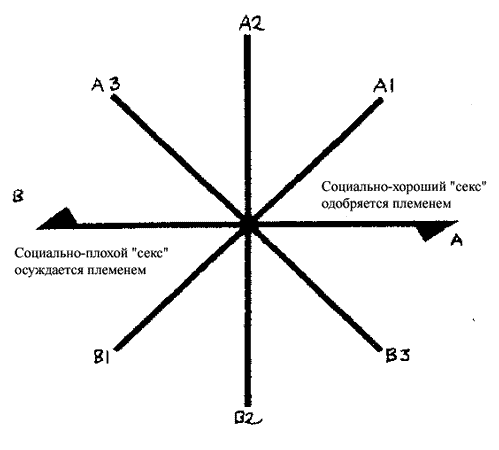 A2
A3
A1
Социально-хороший "секс"
одобряется племенем
B
A
Социально-плохой "секс"
осуждается племенем
B1
B3
B2